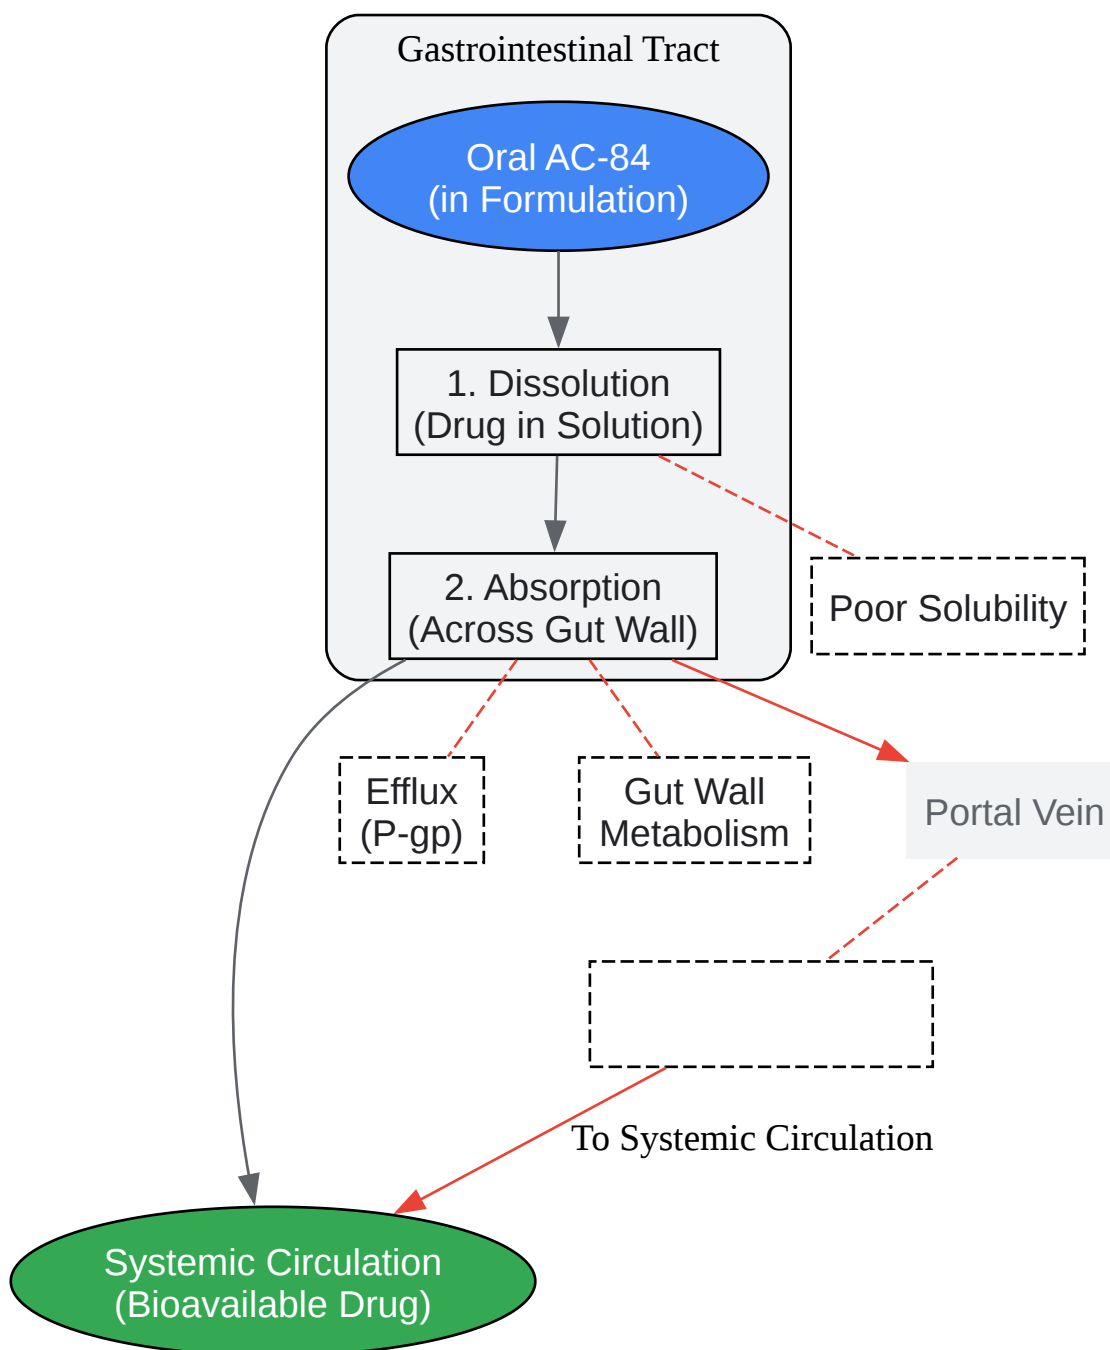 Gastrointestinal Tract
Oral AC-84
(in Formulation)
1. Dissolution
(Drug in Solution)
2. Absorption
(Across Gut Wall)
Poor Solubility
Efflux
(P-gp)
Gut Wall
Metabolism
Portal Vein
To Systemic Circulation
Systemic Circulation
(Bioavailable Drug)